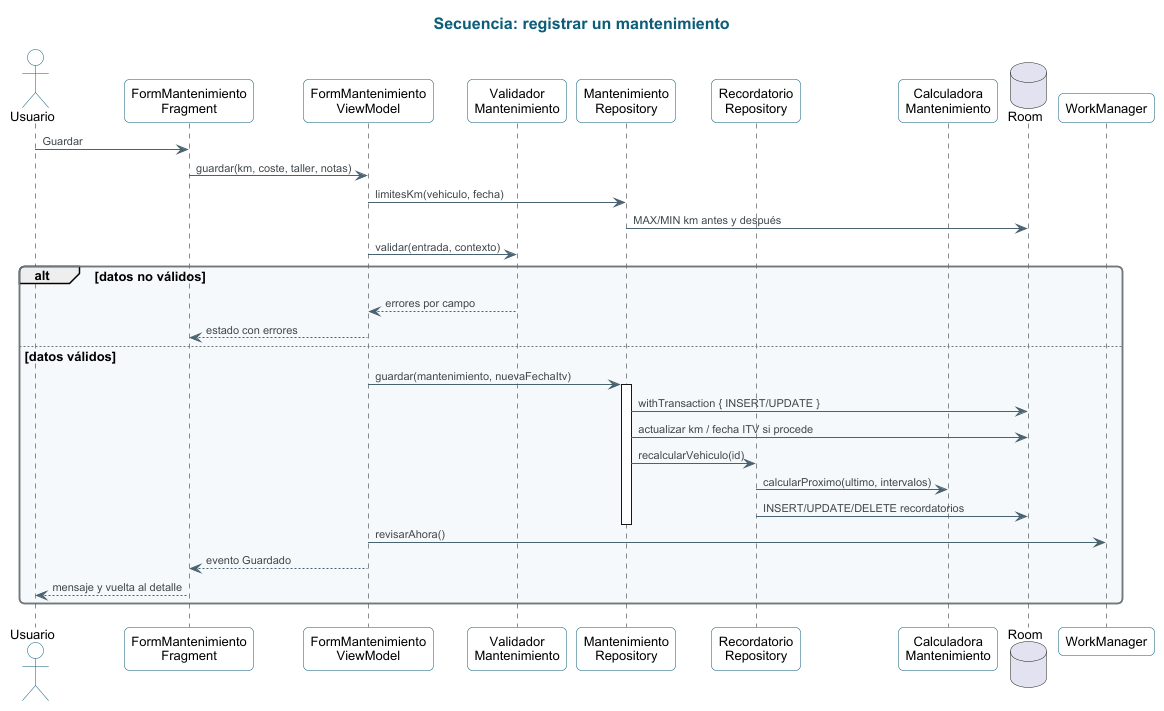 Secuencia: registrar un mantenimiento
Usuario
FormMantenimiento
Fragment
FormMantenimiento
ViewModel
Validador
Mantenimiento
Mantenimiento
Repository
Recordatorio
Repository
Calculadora
Mantenimiento
Room
WorkManager
Guardar
guardar(km, coste, taller, notas)
limitesKm(vehiculo, fecha)
MAX/MIN km antes y después
validar(entrada, contexto)
alt
[datos no válidos]
errores por campo
estado con errores
[datos válidos]
guardar(mantenimiento, nuevaFechaItv)
withTransaction { INSERT/UPDATE }
actualizar km / fecha ITV si procede
recalcularVehiculo(id)
calcularProximo(ultimo, intervalos)
INSERT/UPDATE/DELETE recordatorios
revisarAhora()
evento Guardado
mensaje y vuelta al detalle
Usuario
FormMantenimiento
Fragment
FormMantenimiento
ViewModel
Validador
Mantenimiento
Mantenimiento
Repository
Recordatorio
Repository
Calculadora
Mantenimiento
Room
WorkManager